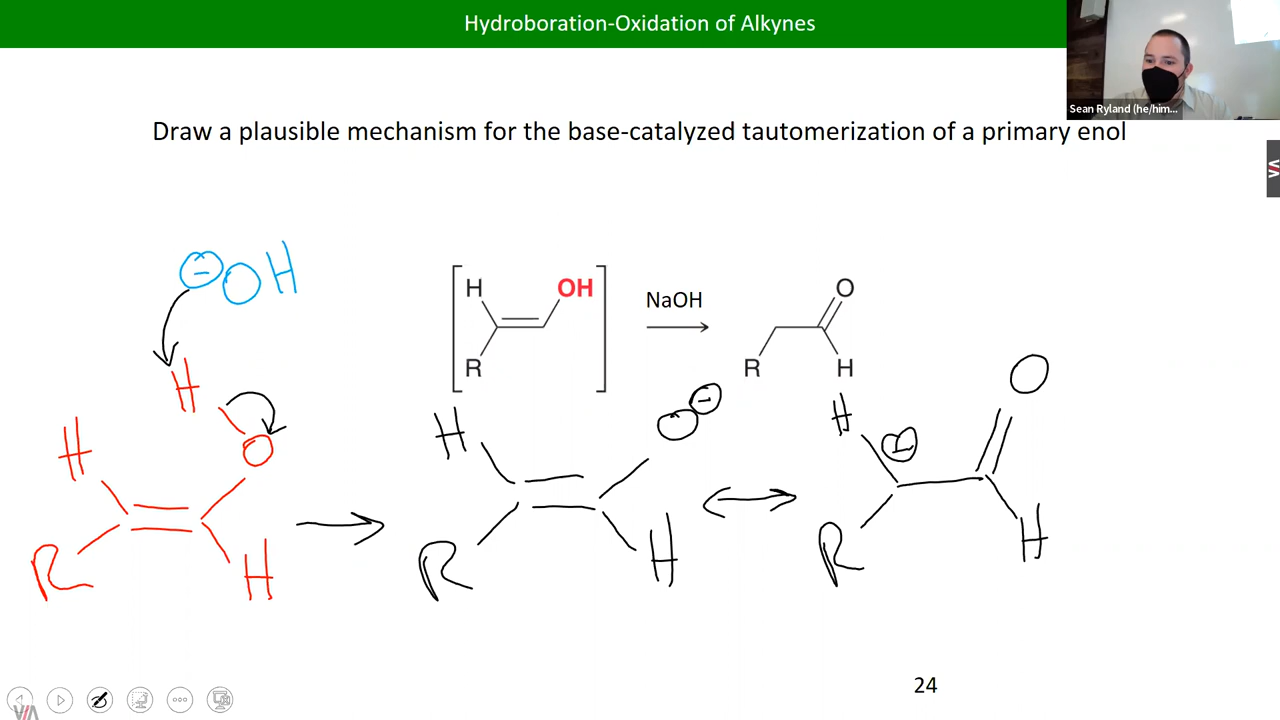 Hydroboration-Oxidation of Alkynes
Sean Ryland (he/him...
Draw a plausible mechanism for the base-catalyzed tautomerization of a primary enol
⊖OH
H
H
O
R
H
H
OH
R
NaOH
O
R
H
H
O⊖
R
H
H
⊖
O
R
H
24